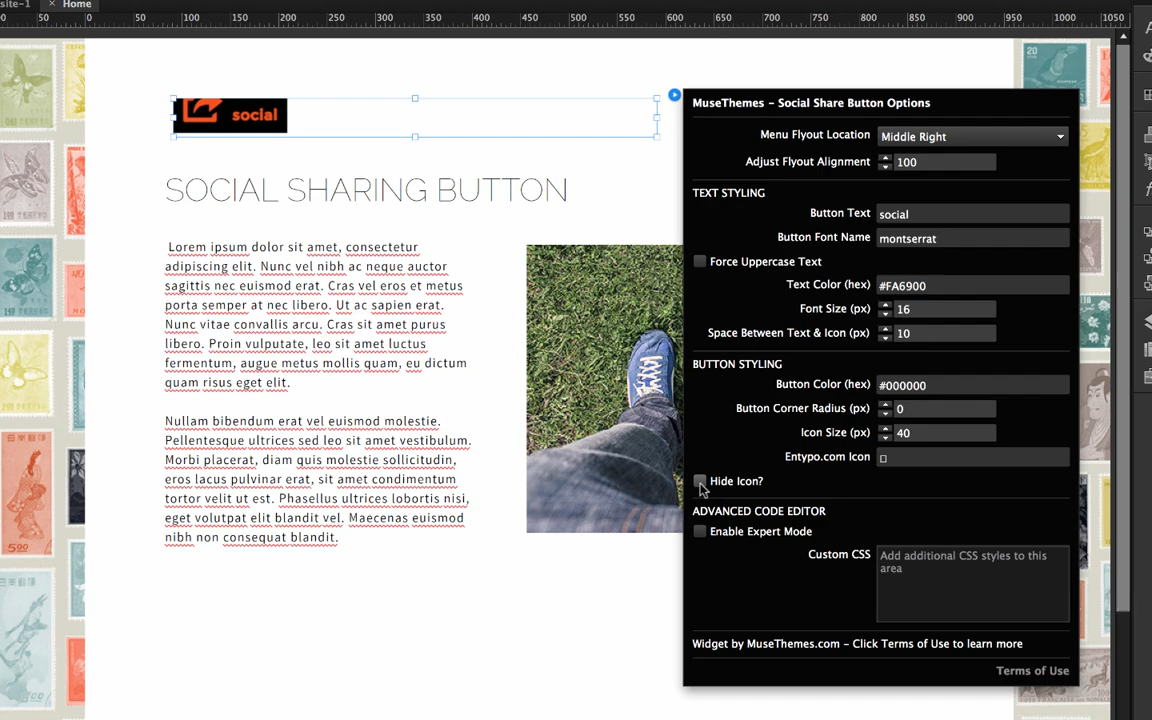 site-1 × Home
100 50 0 50 100 150 200 250 300 350 400 450 500 550 600 650 700 750 800 850 900 950 1000 1050
social
SOCIAL SHARING BUTTON
Lorem ipsum dolor sit amet, consectetur
adipiscing elit. Nunc vel nibh ac neque auctor
sagittis nec euismod erat. Cras vel eros et metus
porta semper at nec libero. Ut ac sapien erat.
Nunc vitae convallis arcu. Cras sit amet purus
libero. Proin vulputate, leo sit amet luctus
fermentum, augue metus mollis quam, eu dictum
quam risus eget elit.
Nullam bibendum erat vel euismod molestie.
Pellentesque ultrices sed leo sit amet vestibulum.
Morbi placerat, diam quis molestie sollicitudin,
eros lacus pulvinar erat, sit amet condimentum
tortor velit ut est. Phasellus ultrices lobortis nisi,
eget volutpat elit blandit vel. Maecenas euismod
nibh non consequat blandit.
MuseThemes - Social Share Button Options
Menu Flyout Location Middle Right
Adjust Flyout Alignment 100
TEXT STYLING
Button Text social
Button Font Name montserrat
Force Uppercase Text
Text Color (hex) #FA6900
Font Size (px) 16
Space Between Text & Icon (px) 10
BUTTON STYLING
Button Color (hex) #000000
Button Corner Radius (px) 0
Icon Size (px) 40
Entypo.com Icon
Hide Icon?
ADVANCED CODE EDITOR
Enable Expert Mode
Custom CSS Add additional CSS styles to this
area
Widget by MuseThemes.com - Click Terms of Use to learn more
Terms of Use